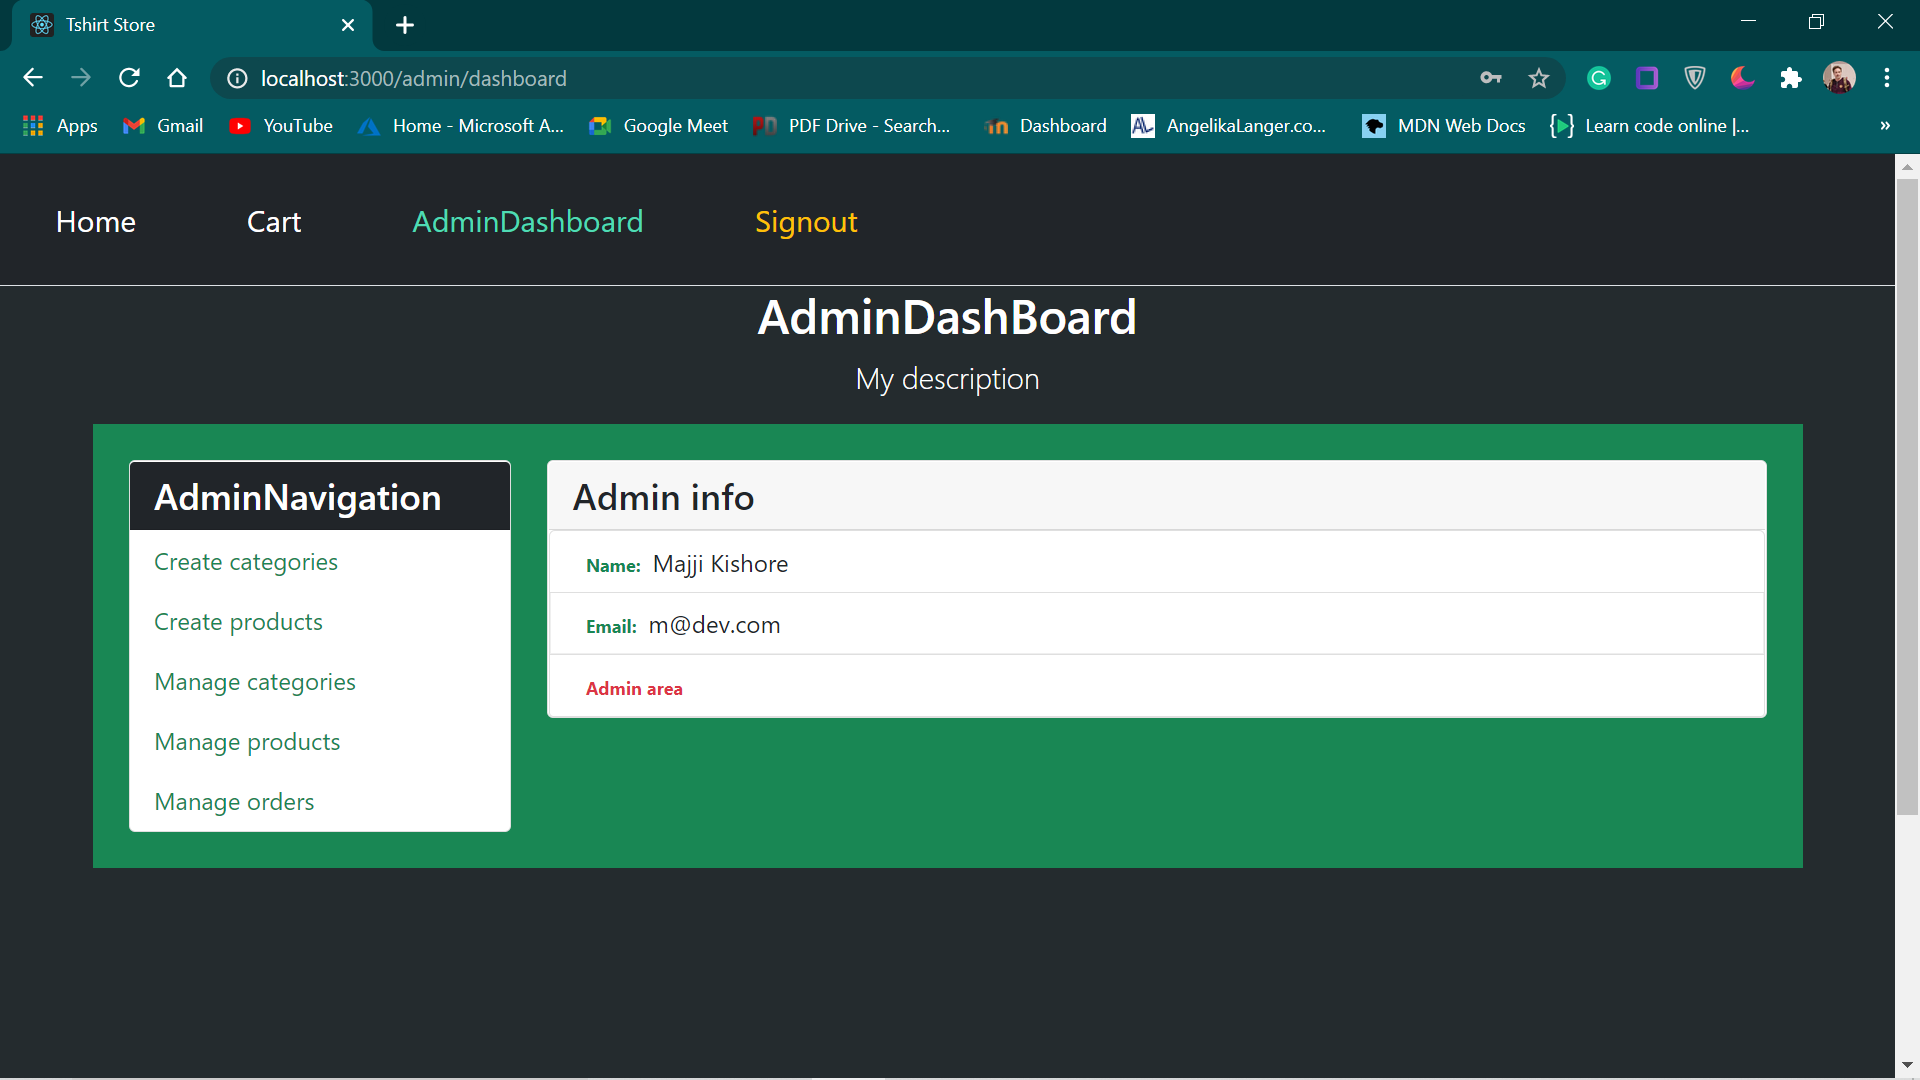 Tshirt Store
localhost:3000/admin/dashboard
Apps Gmail YouTube Home - Microsoft A... Google Meet PDF Drive - Search... Dashboard AngelikaLanger.co... MDN Web Docs Learn code online |... »
Home Cart AdminDashboard Signout
AdminDashBoard
My description
AdminNavigation
Create categories
Create products
Manage categories
Manage products
Manage orders
Admin info
Name: Majji Kishore
Email: m@dev.com
Admin area